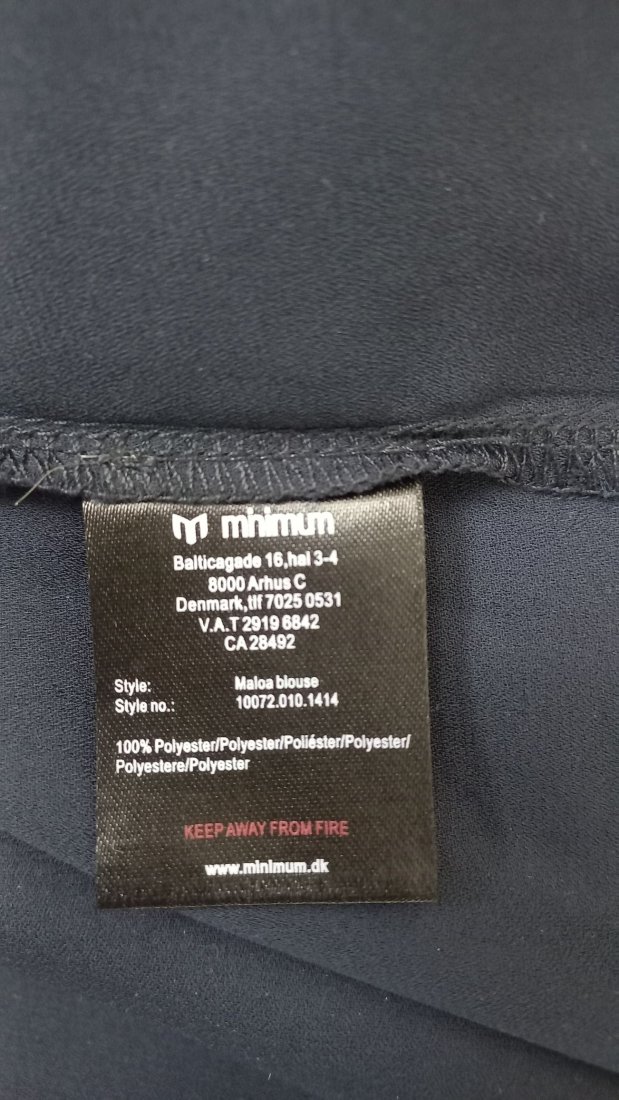 minimum
Balticagade 16,hal 3-4
8000 Arhus C
Denmark,tlf 7025 0531
V.A.T 2919 6842
CA 28492
Style: Maloa blouse
Style no.: 10072.010.1414
100% Polyester/Polyester/Poliéster/Polyester/
Polyestere/Polyester
KEEP AWAY FROM FIRE
www.minimum.dk